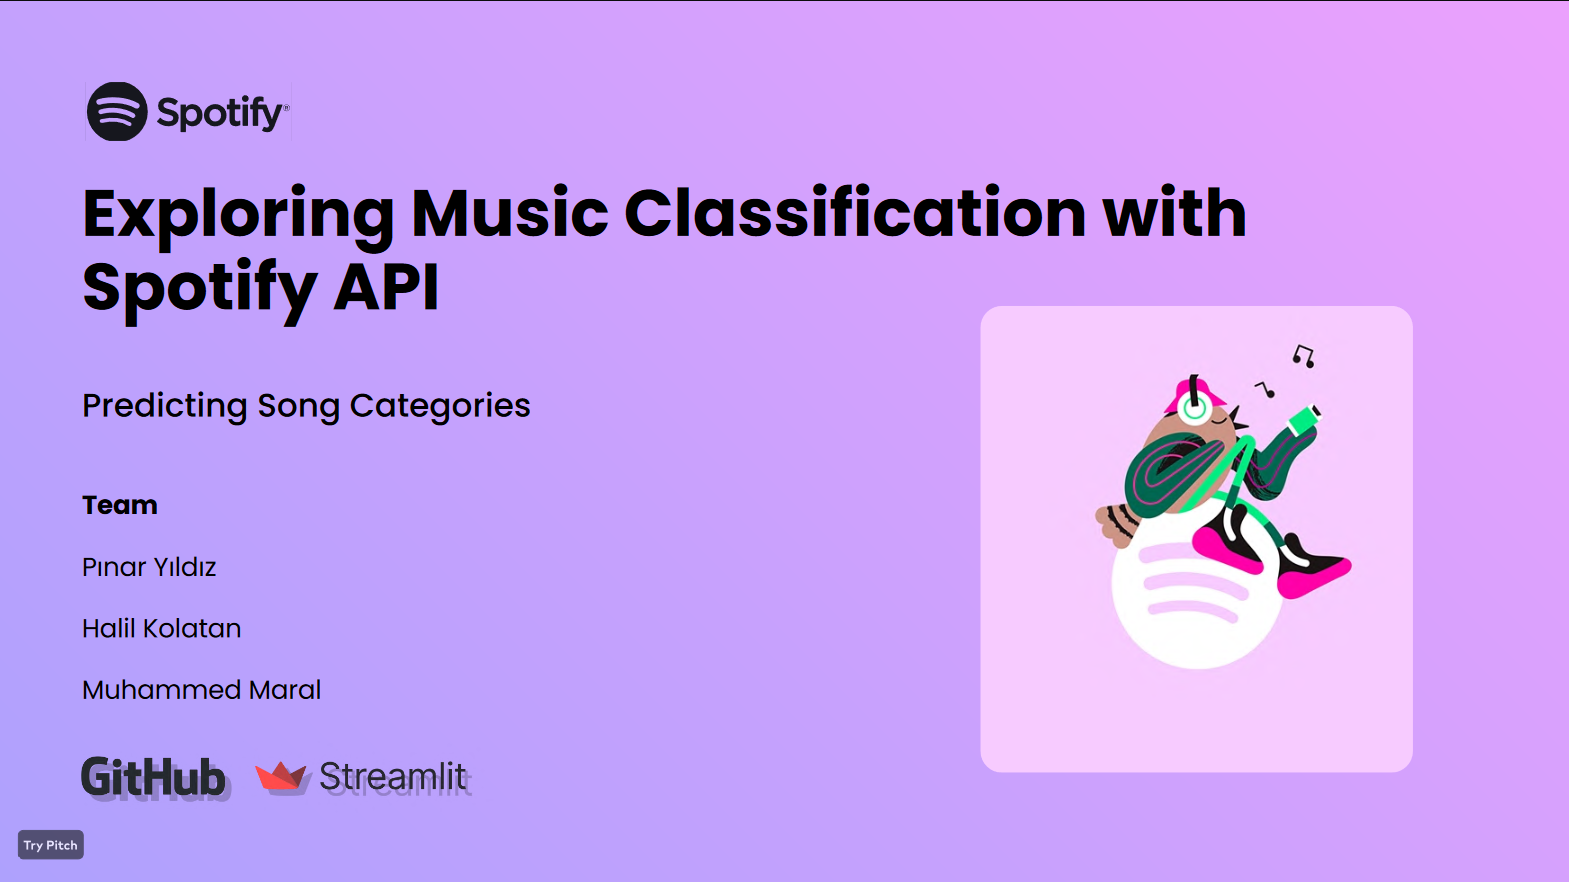 Spotify®
Exploring Music Classification with
Spotify API
Predicting Song Categories
Team
Pınar Yıldız
Halil Kolatan
Muhammed Maral
GitHub Streamlit
Try Pitch